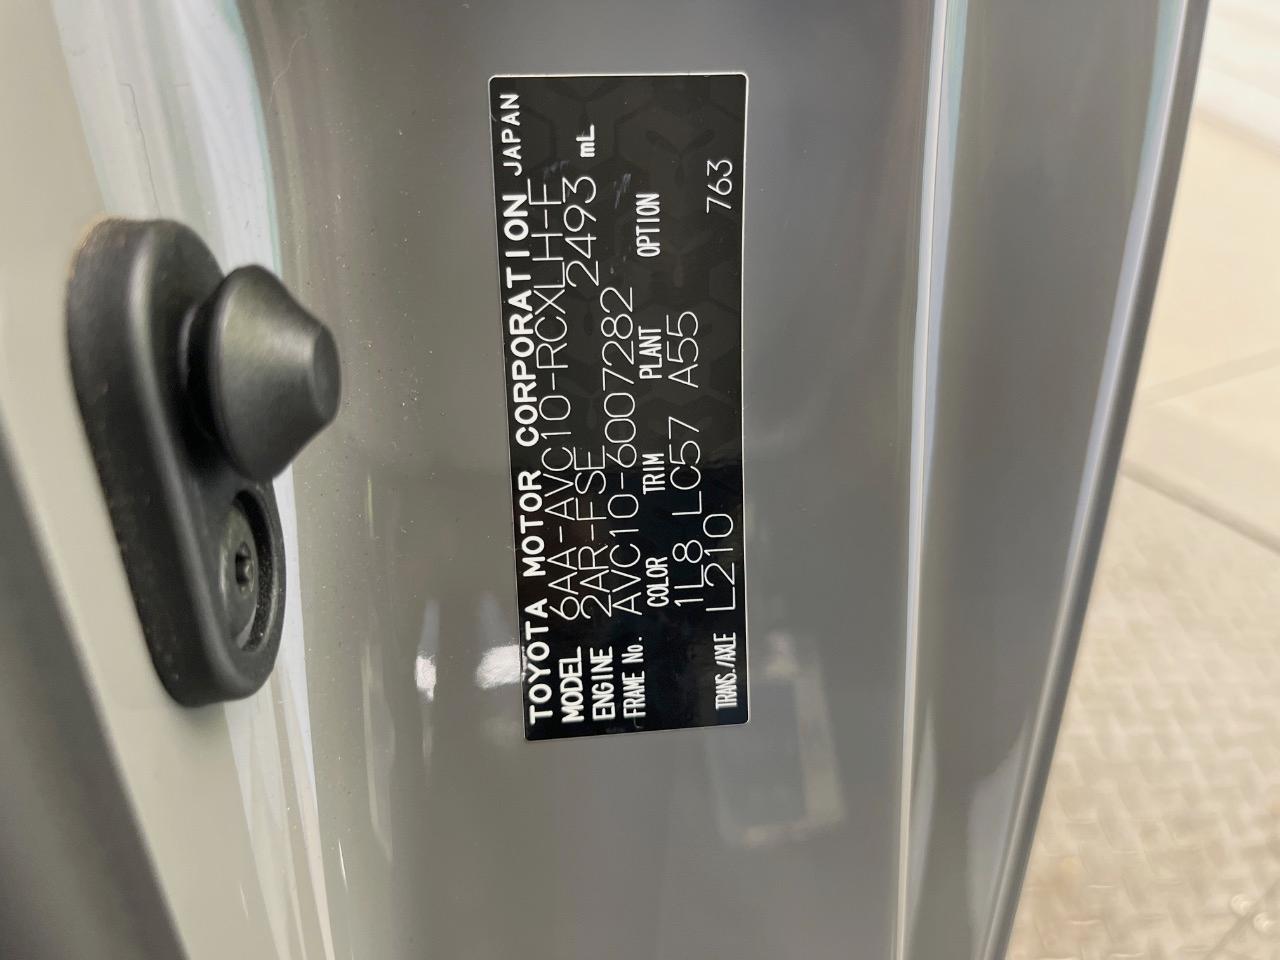 TOYOTA MOTOR CORPORATION JAPAN
MODEL 6AA-AVC10-RCXLH-E
ENGINE 2AR-FSE 2493 mL
FRAME No. AVC10-6007282
COLOR TRIM PLANT OPTION
1L8 LC57 A55
TRANS./AXLE L210 763